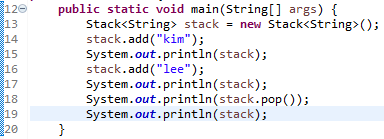 12 public static void main(String[] args) {
13 Stack<String> stack = new Stack<String>();
14 stack.add("kim");
15 System.out.println(stack);
16 stack.add("lee");
17 System.out.println(stack);
18 System.out.println(stack.pop());
19 System.out.println(stack);
20 }